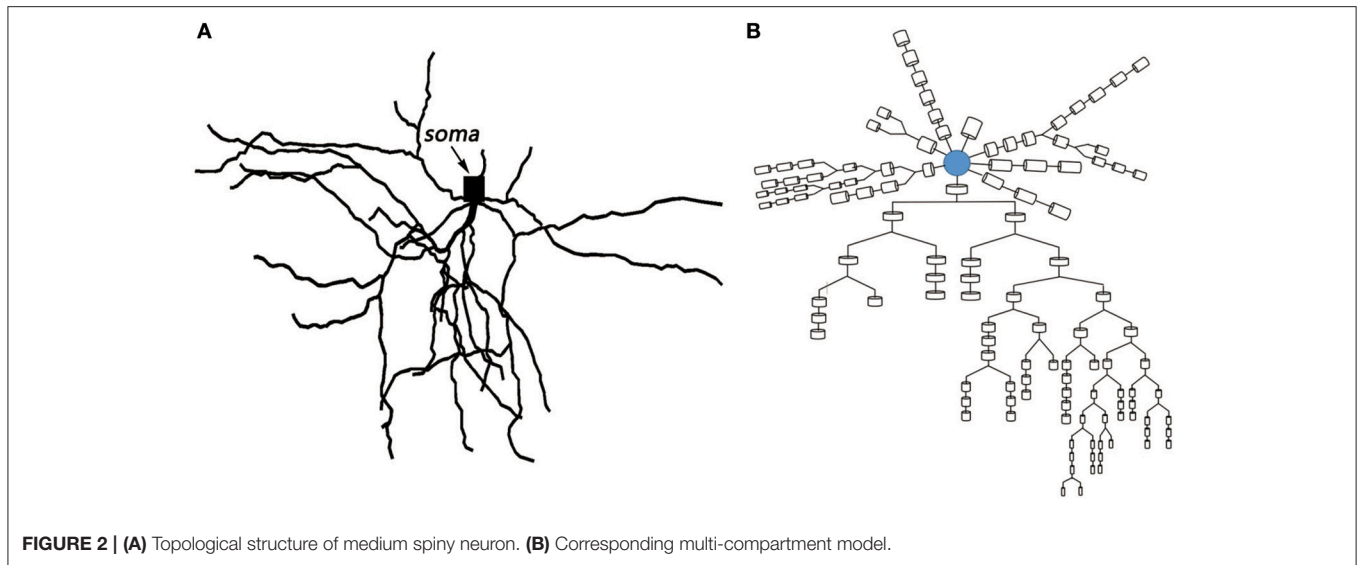 A
B
soma
FIGURE 2 | (A) Topological structure of medium spiny neuron. (B) Corresponding multi-compartment model.